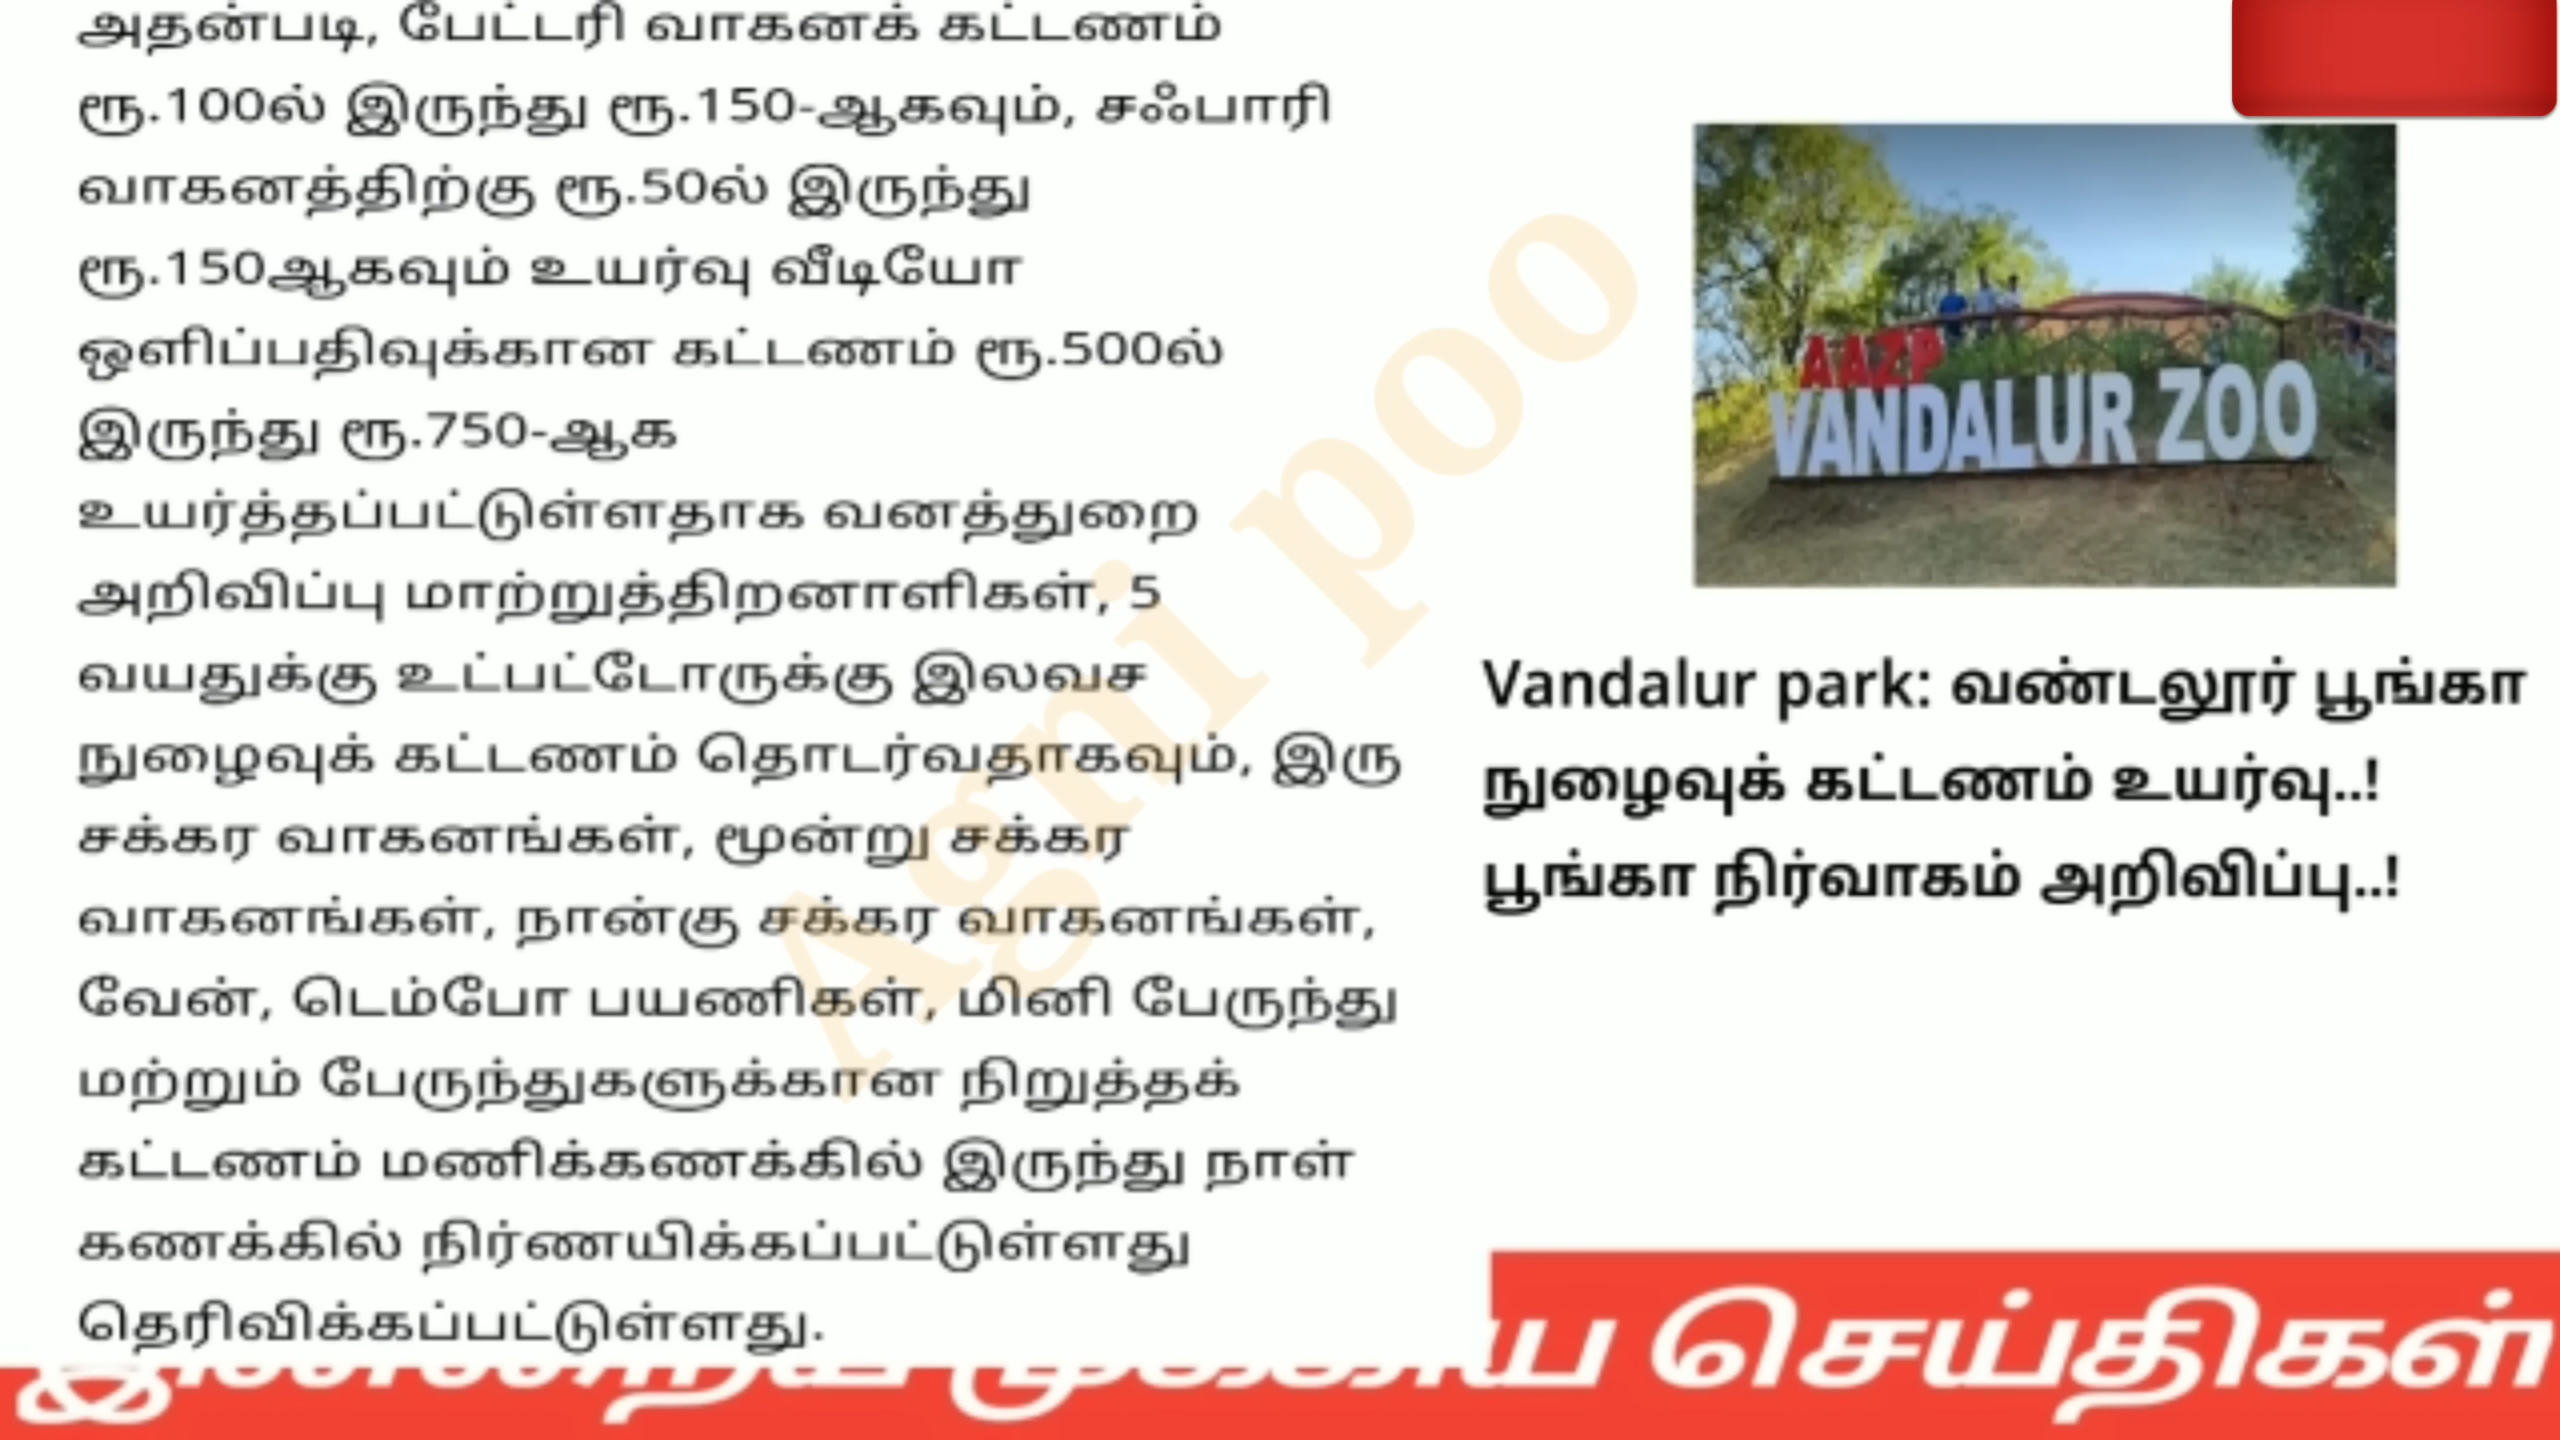 அதன்படி, பேட்டரி வாகனக் கட்டணம்
ரூ.100ல் இருந்து ரூ.150-ஆகவும், சஃபாரி
வாகனத்திற்கு ரூ.50ல் இருந்து
ரூ.150ஆகவும் உயர்வு வீடியோ
ஒளிப்பதிவுக்கான கட்டணம் ரூ.500ல்
இருந்து ரூ.750-ஆக
உயர்த்தப்பட்டுள்ளதாக வனத்துறை
அறிவிப்பு மாற்றுத்திறனாளிகள், 5
வயதுக்கு உட்பட்டோருக்கு இலவச
நுழைவுக் கட்டணம் தொடர்வதாகவும், இரு
சக்கர வாகனங்கள், மூன்று சக்கர
வாகனங்கள், நான்கு சக்கர வாகனங்கள்,
வேன், டெம்போ பயணிகள், மினி பேருந்து
மற்றும் பேருந்துகளுக்கான நிறுத்தக்
கட்டணம் மணிக்கணக்கில் இருந்து நாள்
கணக்கில் நிர்ணயிக்கப்பட்டுள்ளது
தெரிவிக்கப்பட்டுள்ளது.
Agni poo
AAZP
VANDALUR ZOO
Vandalur park: வண்டலூர் பூங்கா
நுழைவுக் கட்டணம் உயர்வு..!
பூங்கா நிர்வாகம் அறிவிப்பு..!
செய்திகள்